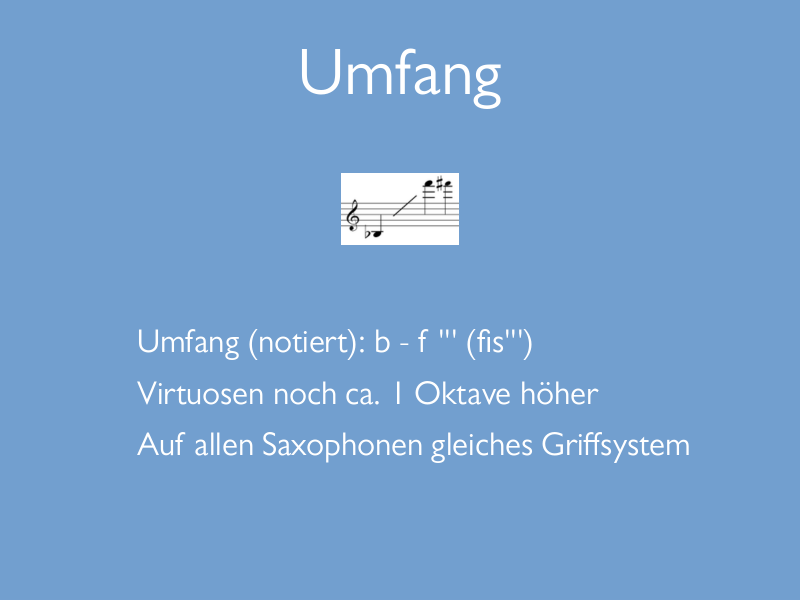 Umfang
Umfang (notiert): b - f ''' (fis''')
Virtuosen noch ca. 1 Oktave höher
Auf allen Saxophonen gleiches Griffsystem